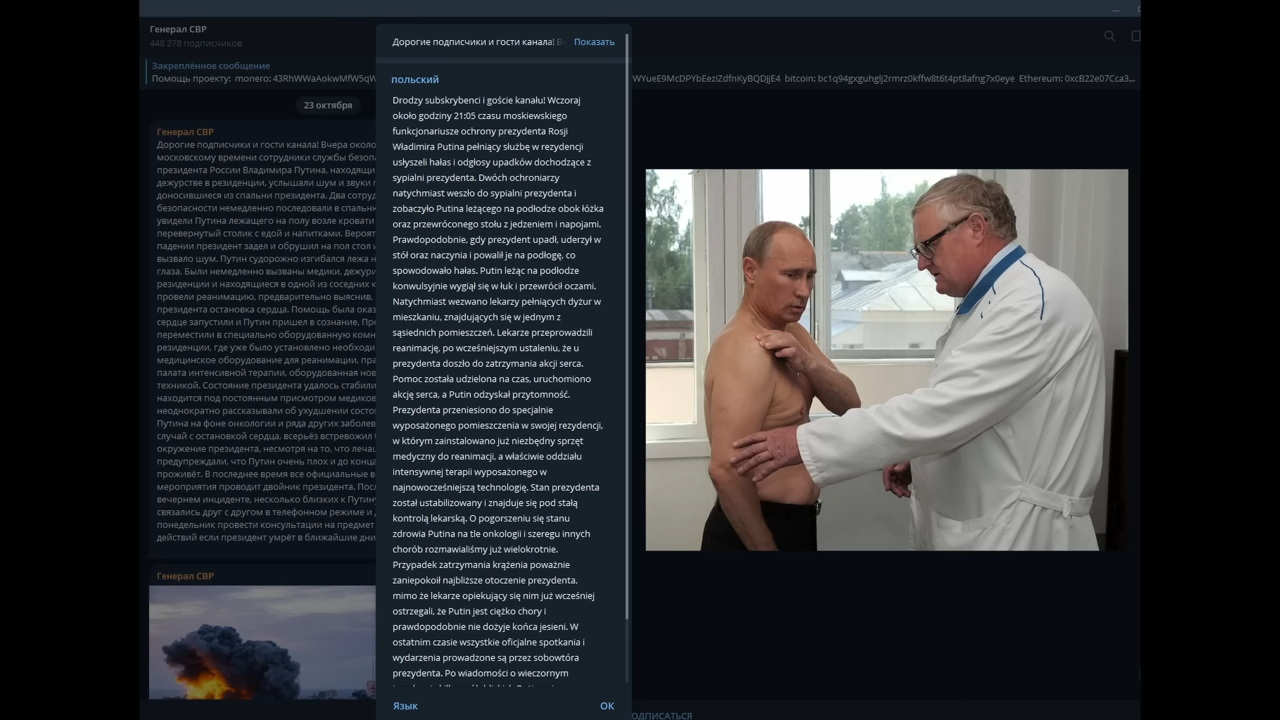 Генерал СВР
448 278 подписчиков
Закреплённое сообщение
Помощь проекту: monero: 43RhWWaAokwMfW5qW
WYueE9McDPYbEeziZdfnKyBQDJjE4 bitcoin: bc1q94gxguhglj2rmrz0kffw8t6t4pt8afng7x0eye Ethereum: 0xcB22e07Cca3...
23 октября
Генерал СВР
Дорогие подписчики и гости канала! Вчера около
московскому времени сотрудники службы безопа
президента России Владимира Путина, находящи
дежурстве в резиденции, услышали шум и звуки п
доносившиеся из спальни президента. Два сотруд
безопасности немедленно последовали в спальн
увидели Путина лежащего на полу возле кровати
перевернутый столик с едой и напитками. Вероят
падении президент задел и обрушил на пол стол и
вызвало шум. Путин судорожно изгибался лежа н
глаза. Были немедленно вызваны медики, дежури
резиденции и находящиеся в одной из соседних к
провели реанимацию, предварительно выяснив,
президента остановка сердца. Помощь была оказ
сердце запустили и Путин пришел в сознание. Пре
переместили в специально оборудованную комн
резиденции, где уже было установлено необходи
медицинское оборудование для реанимации, пра
палата интенсивной терапии, оборудованная нов
техникой. Состояние президента удалось стабили
находится под постоянным присмотром медиков
неоднократно рассказывали об ухудшении состо
Путина на фоне онкологии и ряда других заболев
случай с остановкой сердца, всерьёз встревожил б
окружение президента, несмотря на то, что лечащ
предупреждали, что Путин очень плох и до конца
проживёт. В последнее время все официальные в
мероприятия проводит двойник президента. Посл
вечернем инциденте, несколько близких к Путину
связались друг с другом в телефонном режиме и д
понедельник провести консультации на предмет
действий если президент умрёт в ближайшие дни
Генерал СВР
Дорогие подписчики и гости канала! В
Показать
ПОЛЬСКИЙ
Drodzy subskrybenci i goście kanału! Wczoraj
około godziny 21:05 czasu moskiewskiego
funkcjonariusze ochrony prezydenta Rosji
Władimira Putina pełniący służbę w rezydencji
usłyszeli hałas i odgłosy upadków dochodzące z
sypialni prezydenta. Dwóch ochroniarzy
natychmiast weszło do sypialni prezydenta i
zobaczyło Putina leżącego na podłodze obok łóżka
oraz przewróconego stołu z jedzeniem i napojami.
Prawdopodobnie, gdy prezydent upadł, uderzył w
stół oraz naczynia i powalił je na podłogę, co
spowodowało hałas. Putin leżąc na podłodze
konwulsyjnie wygiął się w łuk i przewrócił oczami.
Natychmiast wezwano lekarzy pełniących dyżur w
mieszkaniu, znajdujących się w jednym z
sąsiednich pomieszczeń. Lekarze przeprowadzili
reanimację, po wcześniejszym ustaleniu, że u
prezydenta doszło do zatrzymania akcji serca.
Pomoc została udzielona na czas, uruchomiono
akcję serca, a Putin odzyskał przytomność.
Prezydenta przeniesiono do specjalnie
wyposażonego pomieszczenia w swojej rezydencji,
w którym zainstalowano już niezbędny sprzęt
medyczny do reanimacji, a właściwie oddziału
intensywnej terapii wyposażonego w
najnowocześniejszą technologię. Stan prezydenta
został ustabilizowany i znajduje się pod stałą
kontrolą lekarską. O pogorszeniu się stanu
zdrowia Putina na tle onkologii i szeregu innych
chorób rozmawialiśmy już wielokrotnie.
Przypadek zatrzymania krążenia poważnie
zaniepokoił najbliższe otoczenie prezydenta,
mimo że lekarze opiekujący się nim już wcześniej
ostrzegali, że Putin jest ciężko chory i
prawdopodobnie nie dożyje końca jesieni. W
ostatnim czasie wszystkie oficjalne spotkania i
wydarzenia prowadzone są przez sobowtóra
prezydenta. Po wiadomości o wieczornym
Язык
ОК
ОДПИСАТЬСЯ